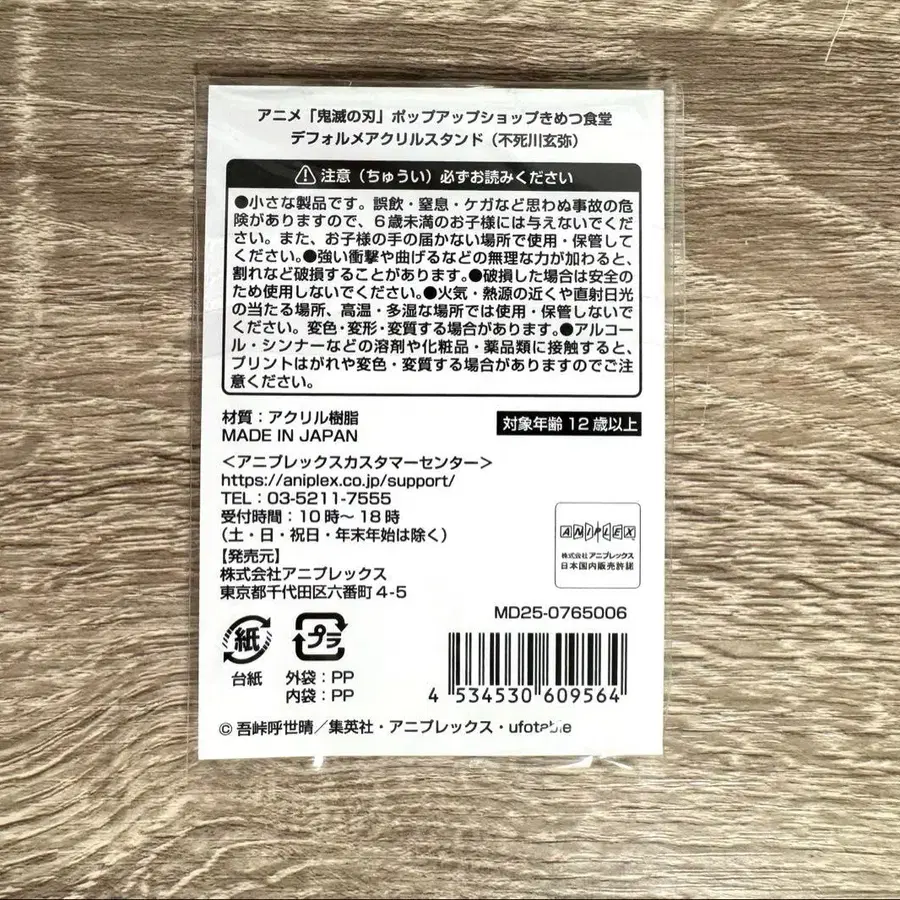 アニメ「鬼滅の刃」ポップアップショップきめつ食堂
デフォルメアクリルスタンド（不死川玄弥）
注意（ちゅうい）必ずお読みください
●小さな製品です。誤飲・窒息・ケガなど思わぬ事故の危
険がありますので、6歳未満のお子様には与えないでくだ
さい。また、お子様の手の届かない場所で使用・保管して
ください。●強い衝撃や曲げるなどの無理な力が加わると、
割れなど破損することがあります。●破損した場合は安全の
ため使用しないでください。●火気・熱源の近くや直射日光
の当たる場所、高温・多湿な場所では使用・保管しないで
ください。変色・変形・変質する場合があります。●アルコー
ル・シンナーなどの溶剤や化粧品・薬品類に接触すると、
プリントはがれや変色・変質する場合がありますのでご注
意ください。
材質：アクリル樹脂
MADE IN JAPAN
対象年齢12歳以上
＜アニプレックスカスタマーセンター＞
https://aniplex.co.jp/support/
TEL：03-5211-7555
受付時間：10時～18時
（土・日・祝日・年末年始は除く）
【発売元】
株式会社アニプレックス
東京都千代田区六番町4-5
ANIPLEX
株式会社アニプレックス
日本国内販売許諾
MD25-0765006
紙
プラ
台紙
外袋：PP
内袋：PP
4 534530 609564
© 吾峠呼世晴／集英社・アニプレックス・ufotable